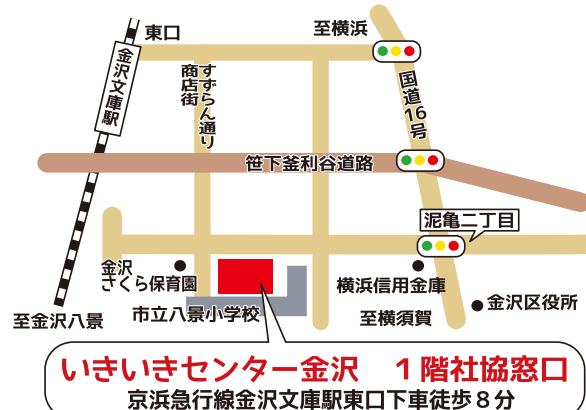 東口
至横浜
金沢文庫駅
すずらん通り
商店街
国道16号
笹下釜利谷道路
泥亀二丁目
金沢
さくら保育園
横浜信用金庫
金沢区役所
市立八景小学校
至横須賀
至金沢八景
いきいきセンター金沢　１階社協窓口
京浜急行線金沢文庫駅東口下車徒歩８分